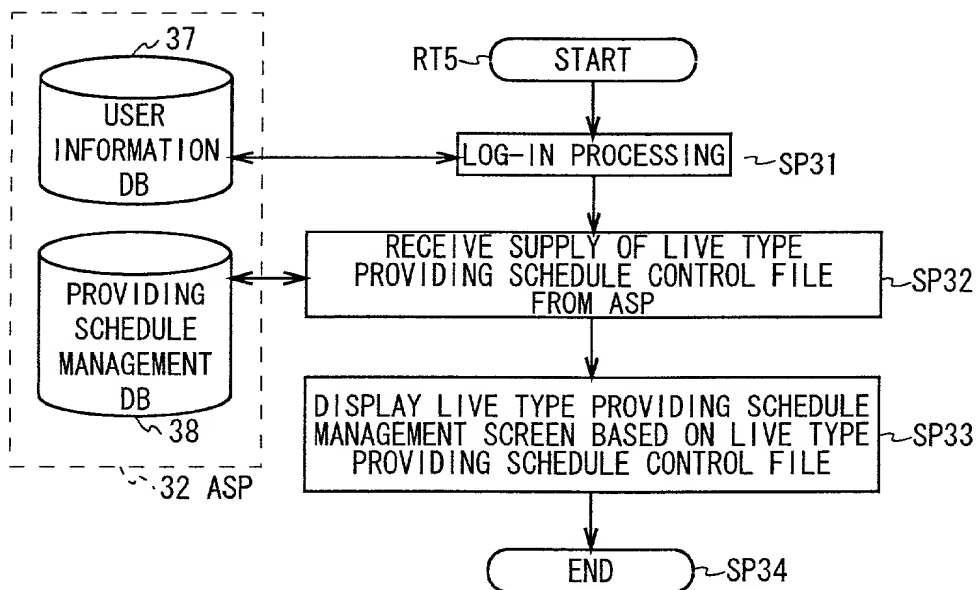 37
USER
INFORMATION
DB
PROVIDING
SCHEDULE
MANAGEMENT
DB
38
32 ASP
RT5
START
LOG-IN PROCESSING
SP31
RECEIVE SUPPLY OF LIVE TYPE
PROVIDING SCHEDULE CONTROL FILE
FROM ASP
SP32
DISPLAY LIVE TYPE PROVIDING SCHEDULE
MANAGEMENT SCREEN BASED ON LIVE TYPE
PROVIDING SCHEDULE CONTROL FILE
SP33
END
SP34